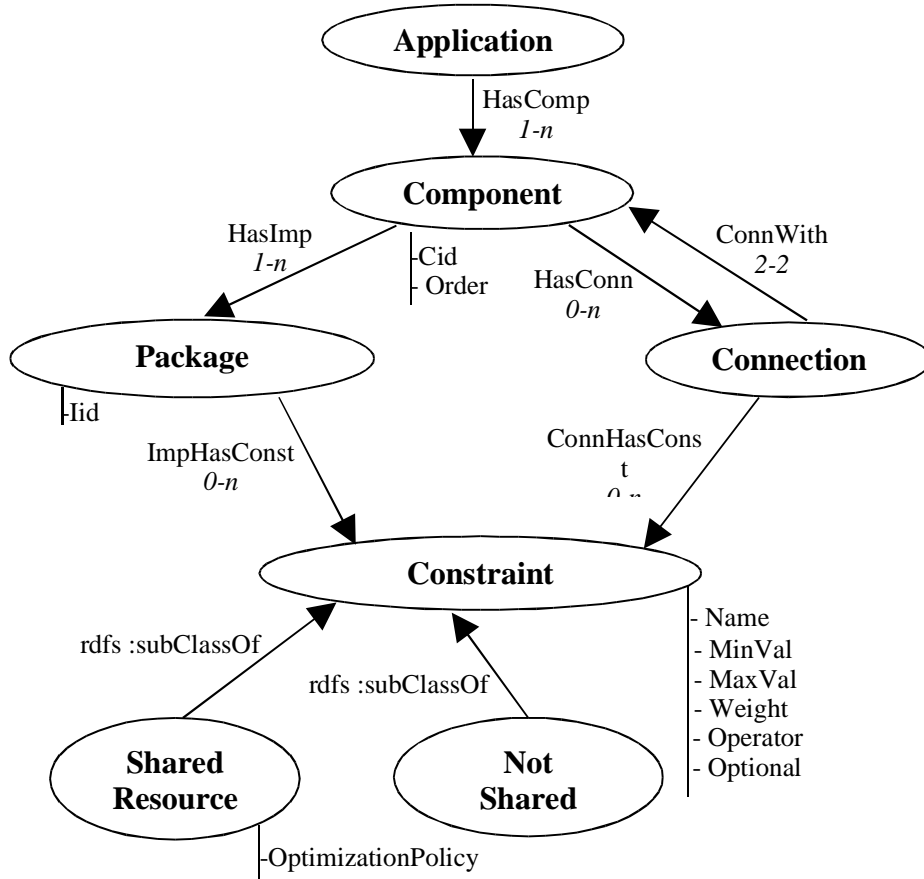 Application
HasComp
1-n
Component
HasImp
1-n
-Cid
- Order
HasConn
0-n
ConnWith
2-2
Package
-Iid
Connection
ImpHasConst
0-n
ConnHasCons
t
0-n
Constraint
- Name
- MinVal
- MaxVal
- Weight
- Operator
- Optional
rdfs :subClassOf
rdfs :subClassOf
Shared
Resource
Not
Shared
-OptimizationPolicy